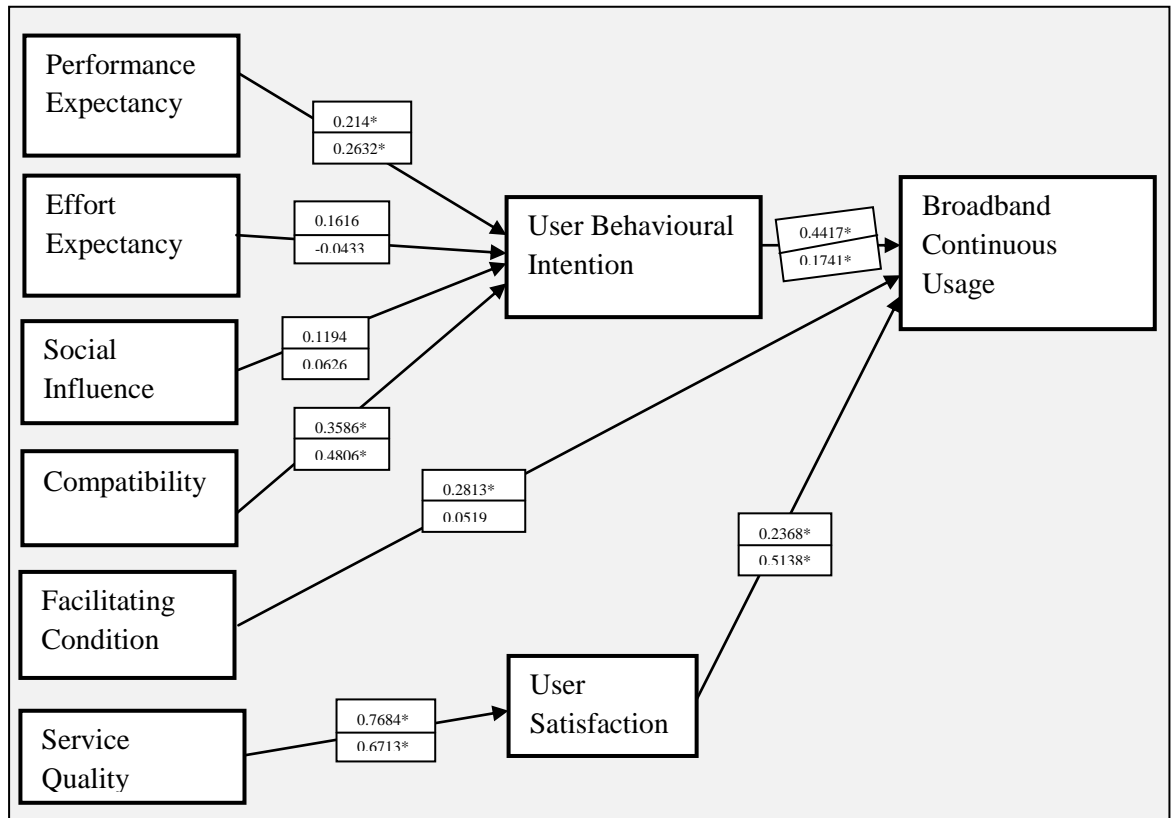 Performance
Expectancy
0.214*
0.2632*
Effort
Expectancy
0.1616
-0.0433
User Behavioural
Intention
0.4417*
0.1741*
Broadband
Continuous
Usage
Social
Influence
0.1194
0.0626
Compatibility
0.3586*
0.4806*
0.2813*
0.0519
0.2368*
0.5138*
Facilitating
Condition
User
Satisfaction
Service
Quality
0.7684*
0.6713*